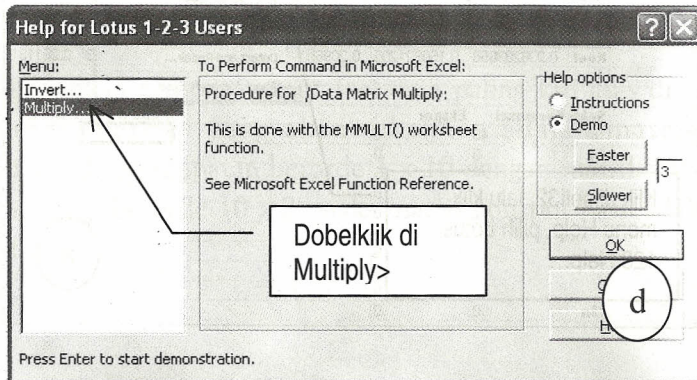 Help for Lotus 1-2-3 Users
Menu:
Invert...
Multiply...
To Perform Command in Microsoft Excel:
Procedure for /Data Matrix Multiply:
This is done with the MMULT() worksheet
function.
See Microsoft Excel Function Reference.
Help options
Instructions
Demo
Faster
3
Slower
OK
d
Dobelklik di
Multiply>
Press Enter to start demonstration.